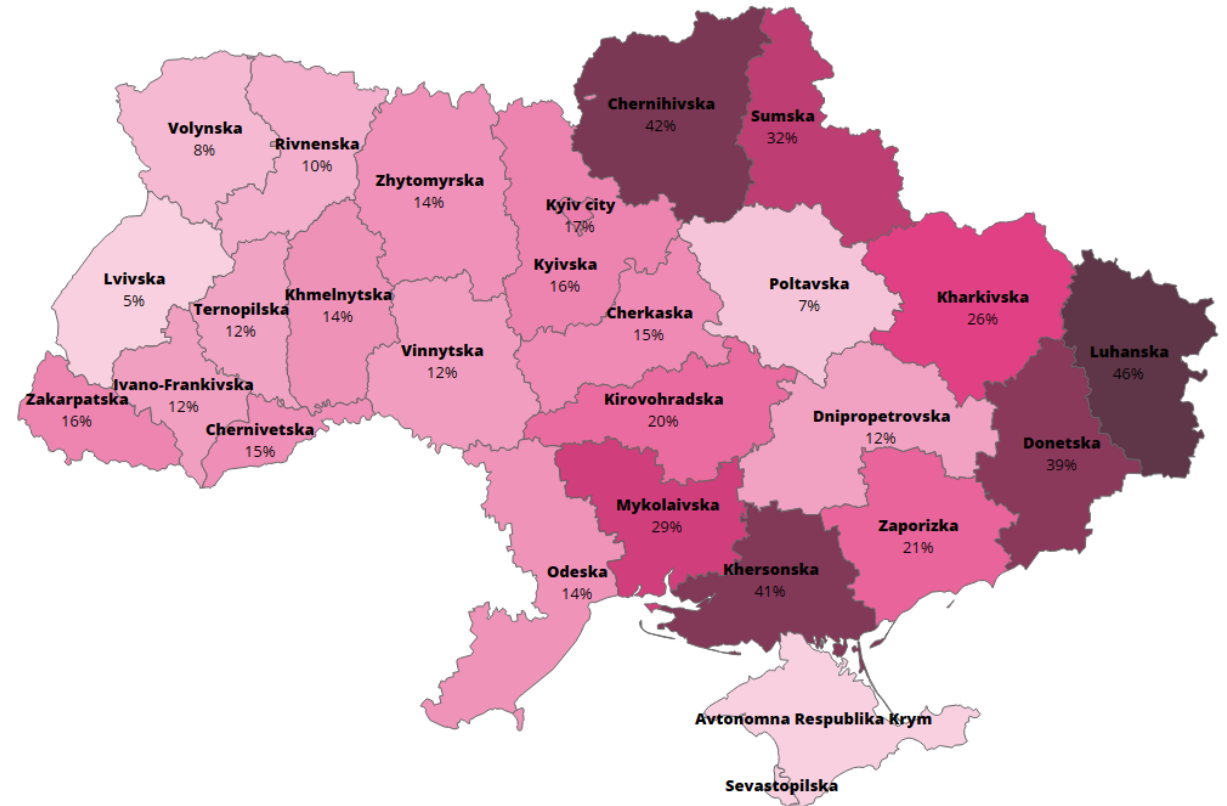 Chernihivska
42%
Sumska
32%
Volynska
8%
Rivnenska
10%
Zhytomyrska
14%
Kyiv city
17%
Kyivska
16%
Lvivska
5%
Ternopilska
12%
Khmelnytska
14%
Poltavska
7%
Kharkivska
26%
Cherkaska
15%
Vinnytska
12%
Luhanska
46%
Zakarpatska
16%
Ivano-Frankivska
12%
Chernivetska
15%
Kirovohradska
20%
Dnipropetrovska
12%
Donetska
39%
Mykolaivska
29%
Zaporizka
21%
Odeska
14%
Khersonska
41%
Avtonomna Respublika Krym
Sevastopilska